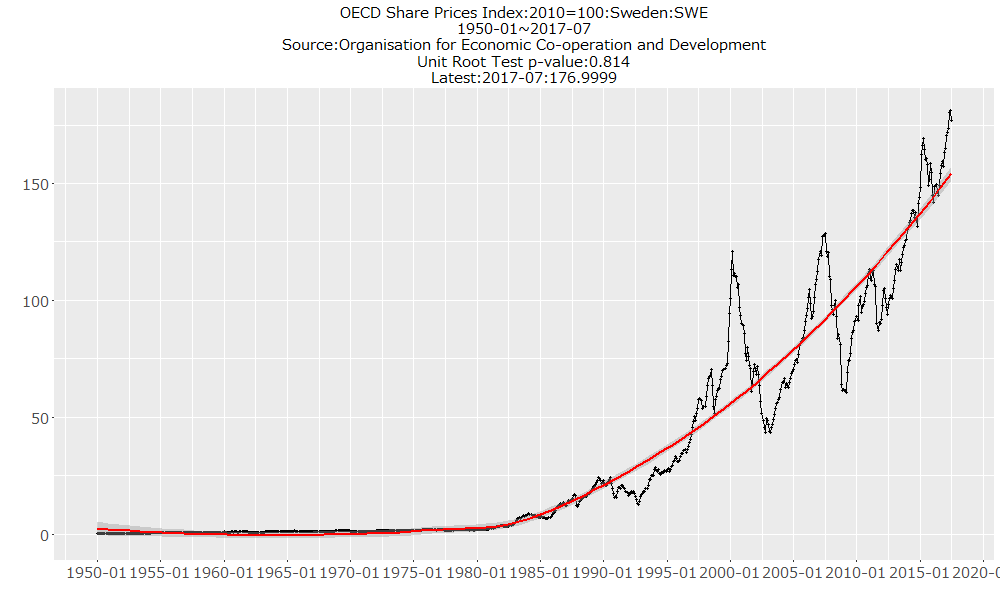 OECD Share Prices Index:2010=100:Sweden:SWE
1950-01~2017-07
Source:Organisation for Economic Co-operation and Development
Unit Root Test p-value:0.814
Latest:2017-07:176.9999
150
100
50
0
1950-01 1955-01 1960-01 1965-01 1970-01 1975-01 1980-01 1985-01 1990-01 1995-01 2000-01 2005-01 2010-01 2015-01 2020-0